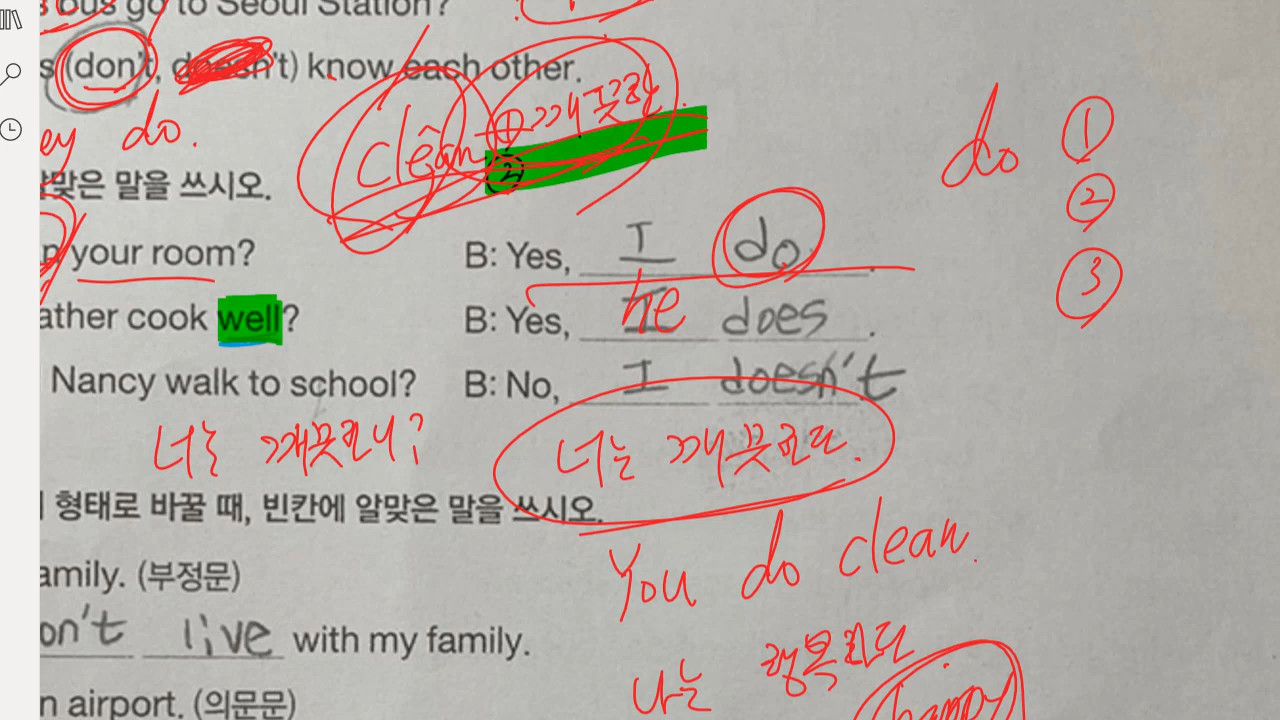 s bus go to Seoul Station?
s (don't, doesn't) know each other.
clean ① 깨끗한
②
ey do.
do ①
②
③
알맞은 말을 쓰시오.
n your room? B: Yes, I do.
ather cook well? B: Yes, he does.
Nancy walk to school? B: No, I doesn't
너는 깨끗하니? 너는 깨끗하다.
형태로 바꿀 때, 빈칸에 알맞은 말을 쓰시오.
You do clean.
amily. (부정문)
on't live with my family.
나는 행복하다
happy
n airport. (의문문)